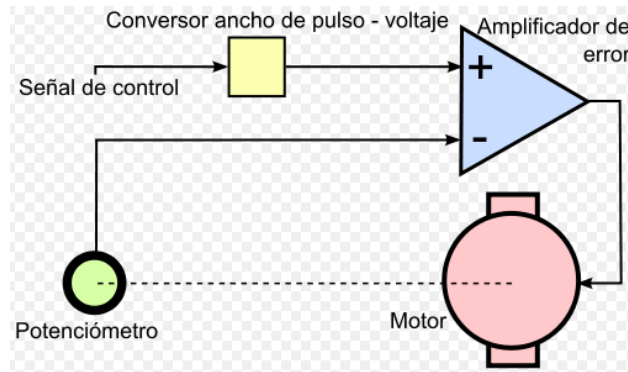 Conversor ancho de pulso - voltaje
Amplificador de
error
Señal de control
+
-
Motor
Potenciómetro